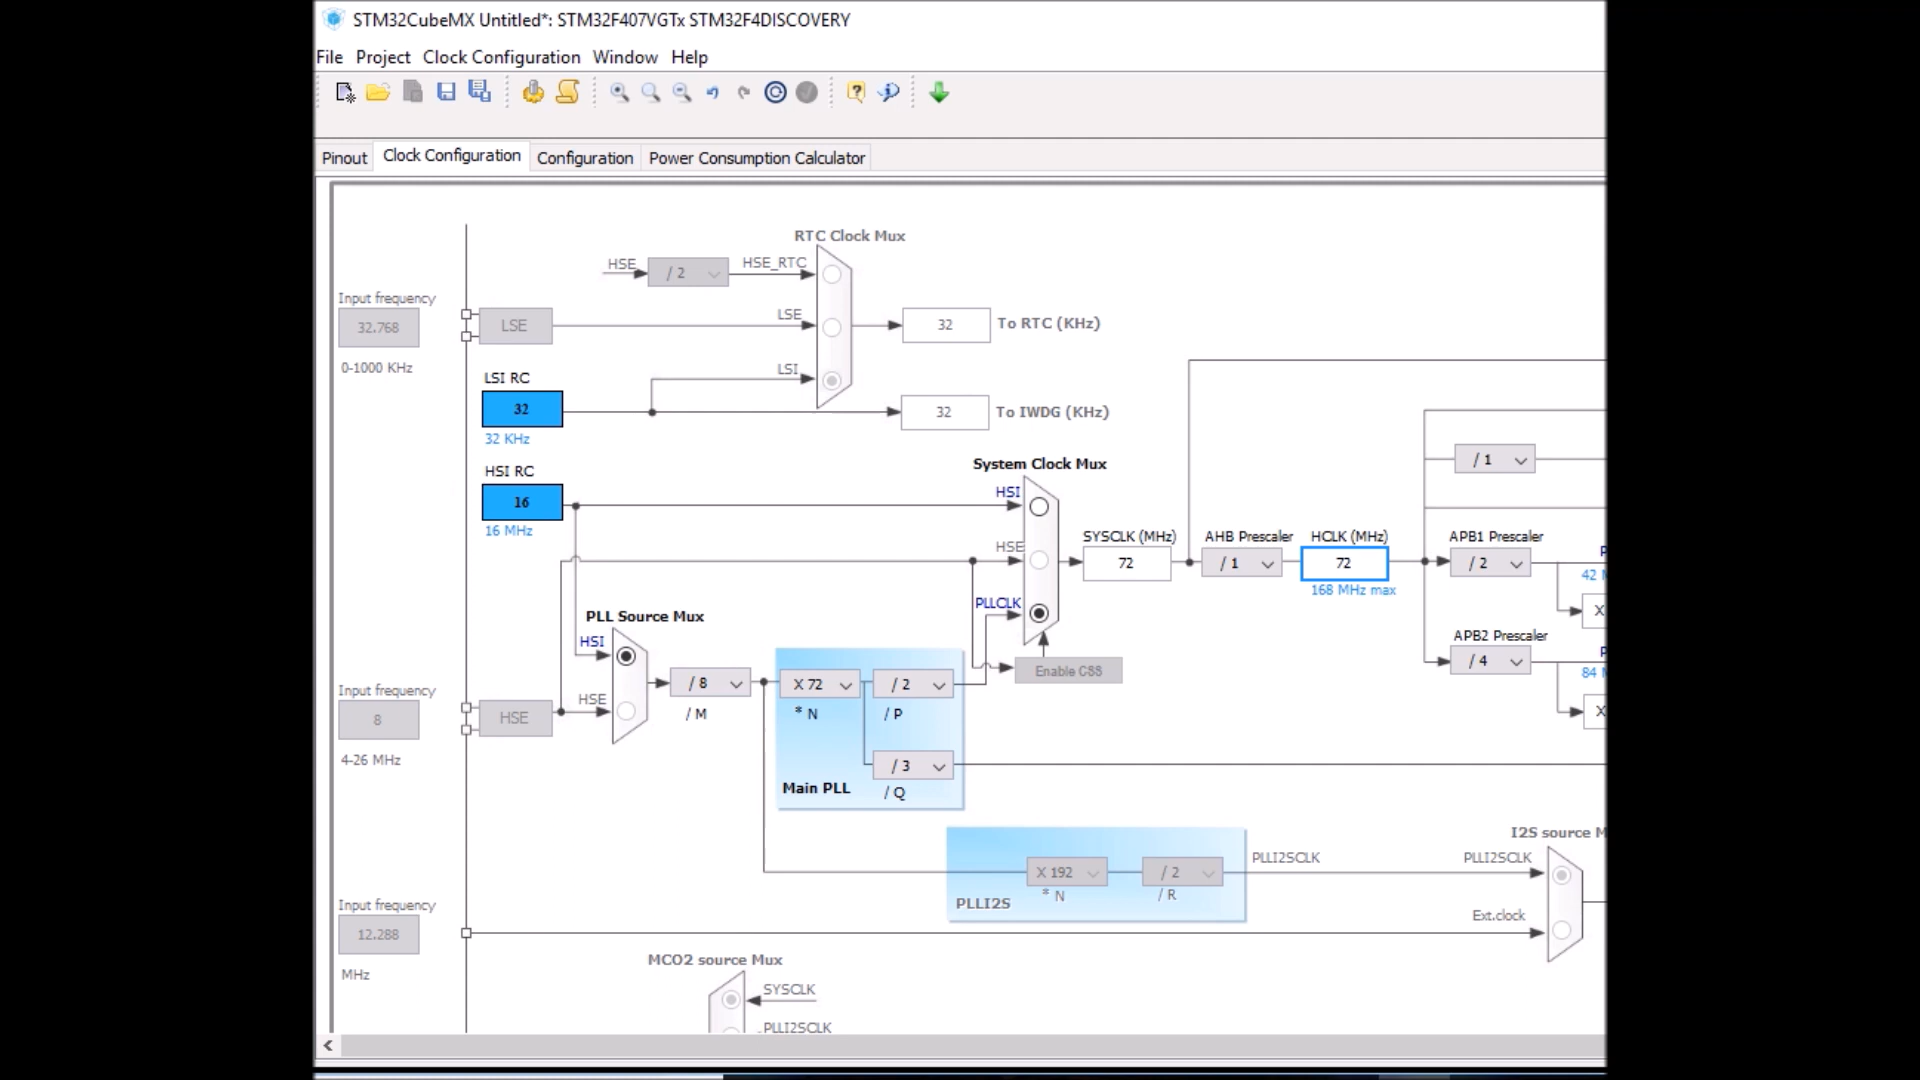 STM32CubeMX Untitled*: STM32F407VGTx STM32F4DISCOVERY
File Project Clock Configuration Window Help
Pinout Clock Configuration Configuration Power Consumption Calculator
RTC Clock Mux
HSE / 2 HSE_RTC
Input frequency
32.768 LSE LSE 32 To RTC (KHz)
0-1000 KHz
LSI RC LSI
32 32 To IWDG (KHz)
32 KHz
HSI RC System Clock Mux
16 HSI
16 MHz
HSE SYSCLK (MHz) AHB Prescaler HCLK (MHz) APB1 Prescaler
/ 1
72 / 1 72 / 2
168 MHz max 42
PLLCLK X
PLL Source Mux
HSI APB2 Prescaler
Enable CSS / 4
84
Input frequency HSE / 8 X 72 / 2
8 HSE / M * N / P X
4-26 MHz
/ 3
Main PLL / Q
I2S source M
PLLI2SCLK PLLI2SCLK
X 192 / 2
PLLI2S * N / R
Input frequency Ext.clock
12.288
MHz
MCO2 source Mux
SYSCLK
PLLI2SCLK